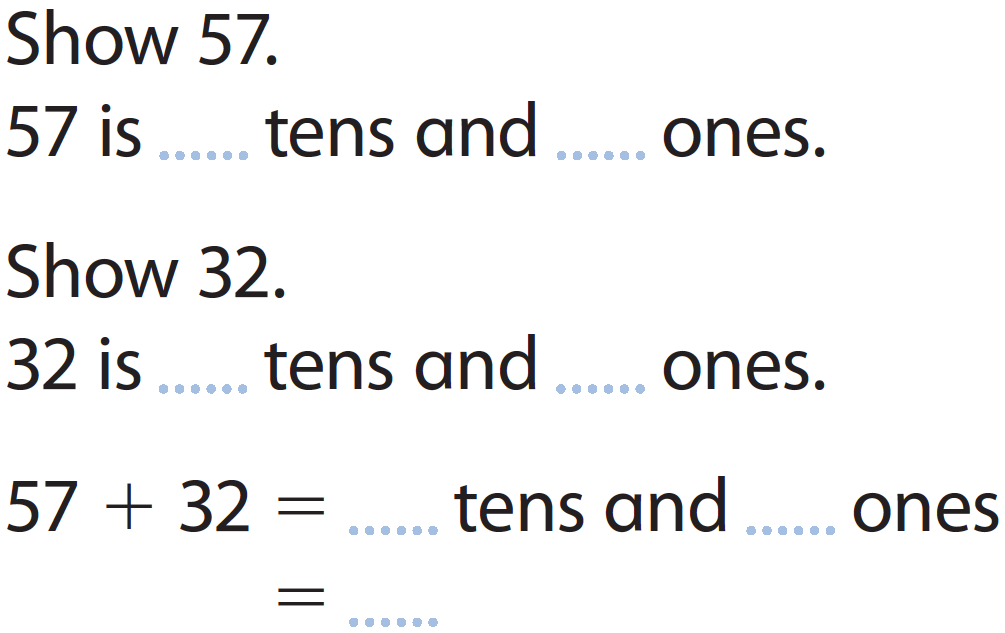 Show 57.
57 is ...... tens and ...... ones.
Show 32.
32 is ...... tens and ...... ones.
57 + 32 = ...... tens and ...... ones
= ......